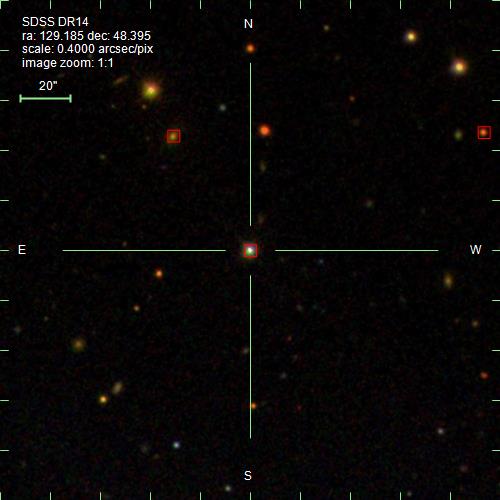 SDSS DR14
ra: 129.185 dec: 48.395
scale: 0.4000 arcsec/pix
image zoom: 1:1
20"
N
E
W
S